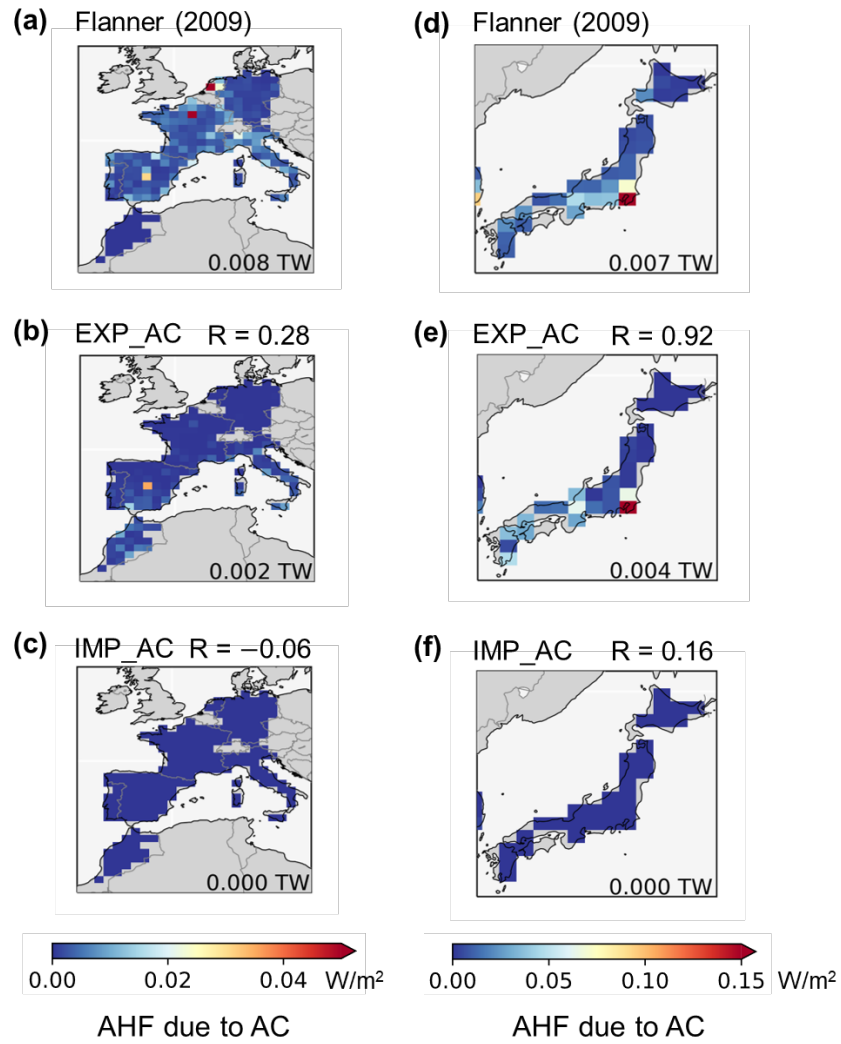 (a) Flanner (2009)
0.008 TW
(d) Flanner (2009)
0.007 TW
(b) EXP_AC R = 0.28
0.002 TW
(e) EXP_AC R = 0.92
0.004 TW
(c) IMP_AC R = −0.06
0.000 TW
(f) IMP_AC R = 0.16
0.000 TW
0.00 0.02 0.04 W/m²
AHF due to AC
0.00 0.05 0.10 0.15 W/m²
AHF due to AC